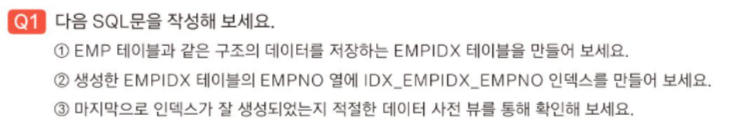 Q1 다음 SQL문을 작성해 보세요.
① EMP 테이블과 같은 구조의 데이터를 저장하는 EMPIDX 테이블을 만들어 보세요.
② 생성한 EMPIDX 테이블의 EMPNO 열에 IDX_EMPIDX_EMPNO 인덱스를 만들어 보세요.
③ 마지막으로 인덱스가 잘 생성되었는지 적절한 데이터 사전 뷰를 통해 확인해 보세요.